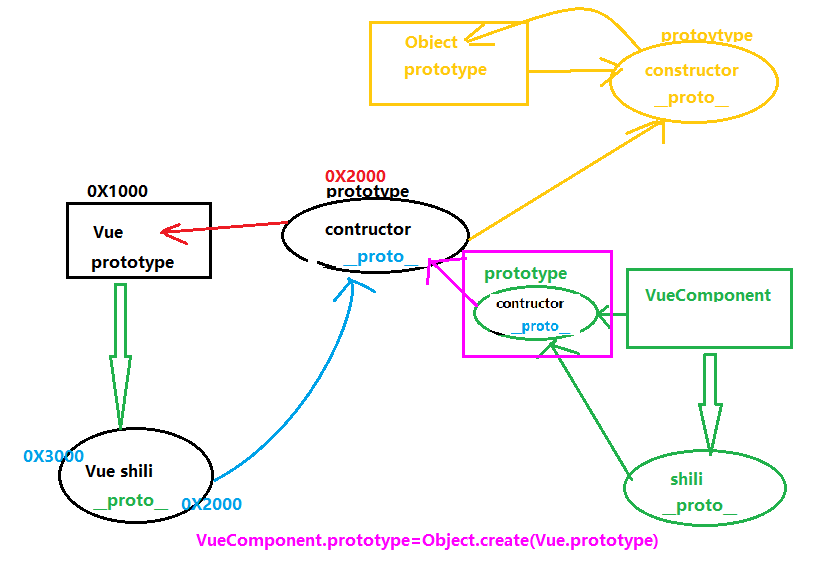 Object
prototype
protoytype
constructor
__proto__
0X1000
Vue
prototype
0X2000
prototype
contructor
__proto__
prototype
contructor
__proto__
VueComponent
0X3000
Vue shili
__proto__
0X2000
shili
__proto__
VueComponent.prototype=Object.create(Vue.prototype)